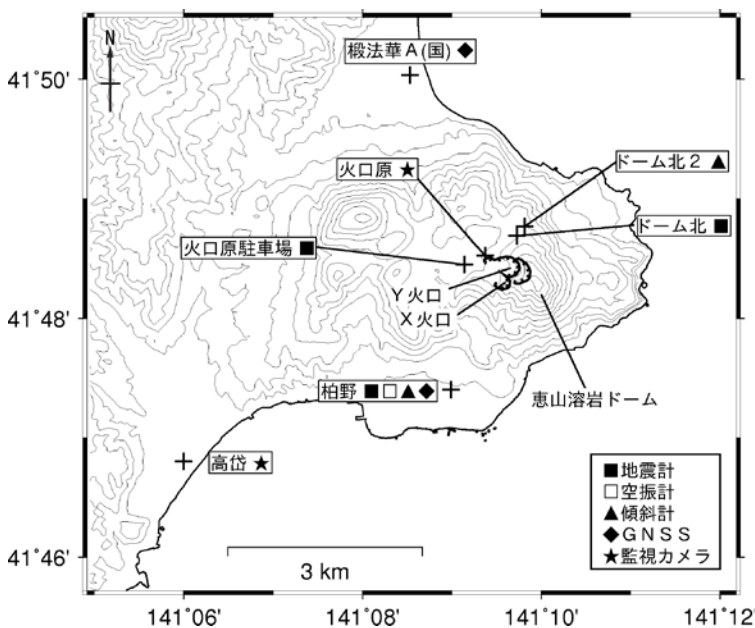 N
41˚50'
41˚48'
41˚46'
椴法華A(国)◆
火口原★
ドーム北2▲
ドーム北■
火口原駐車場■
Y火口
X火口
恵山溶岩ドーム
柏野■□▲◆
高岱★
■地震計
□空振計
▲傾斜計
◆GNSS
★監視カメラ
3 km
141˚06'
141˚08'
141˚10'
141˚12'